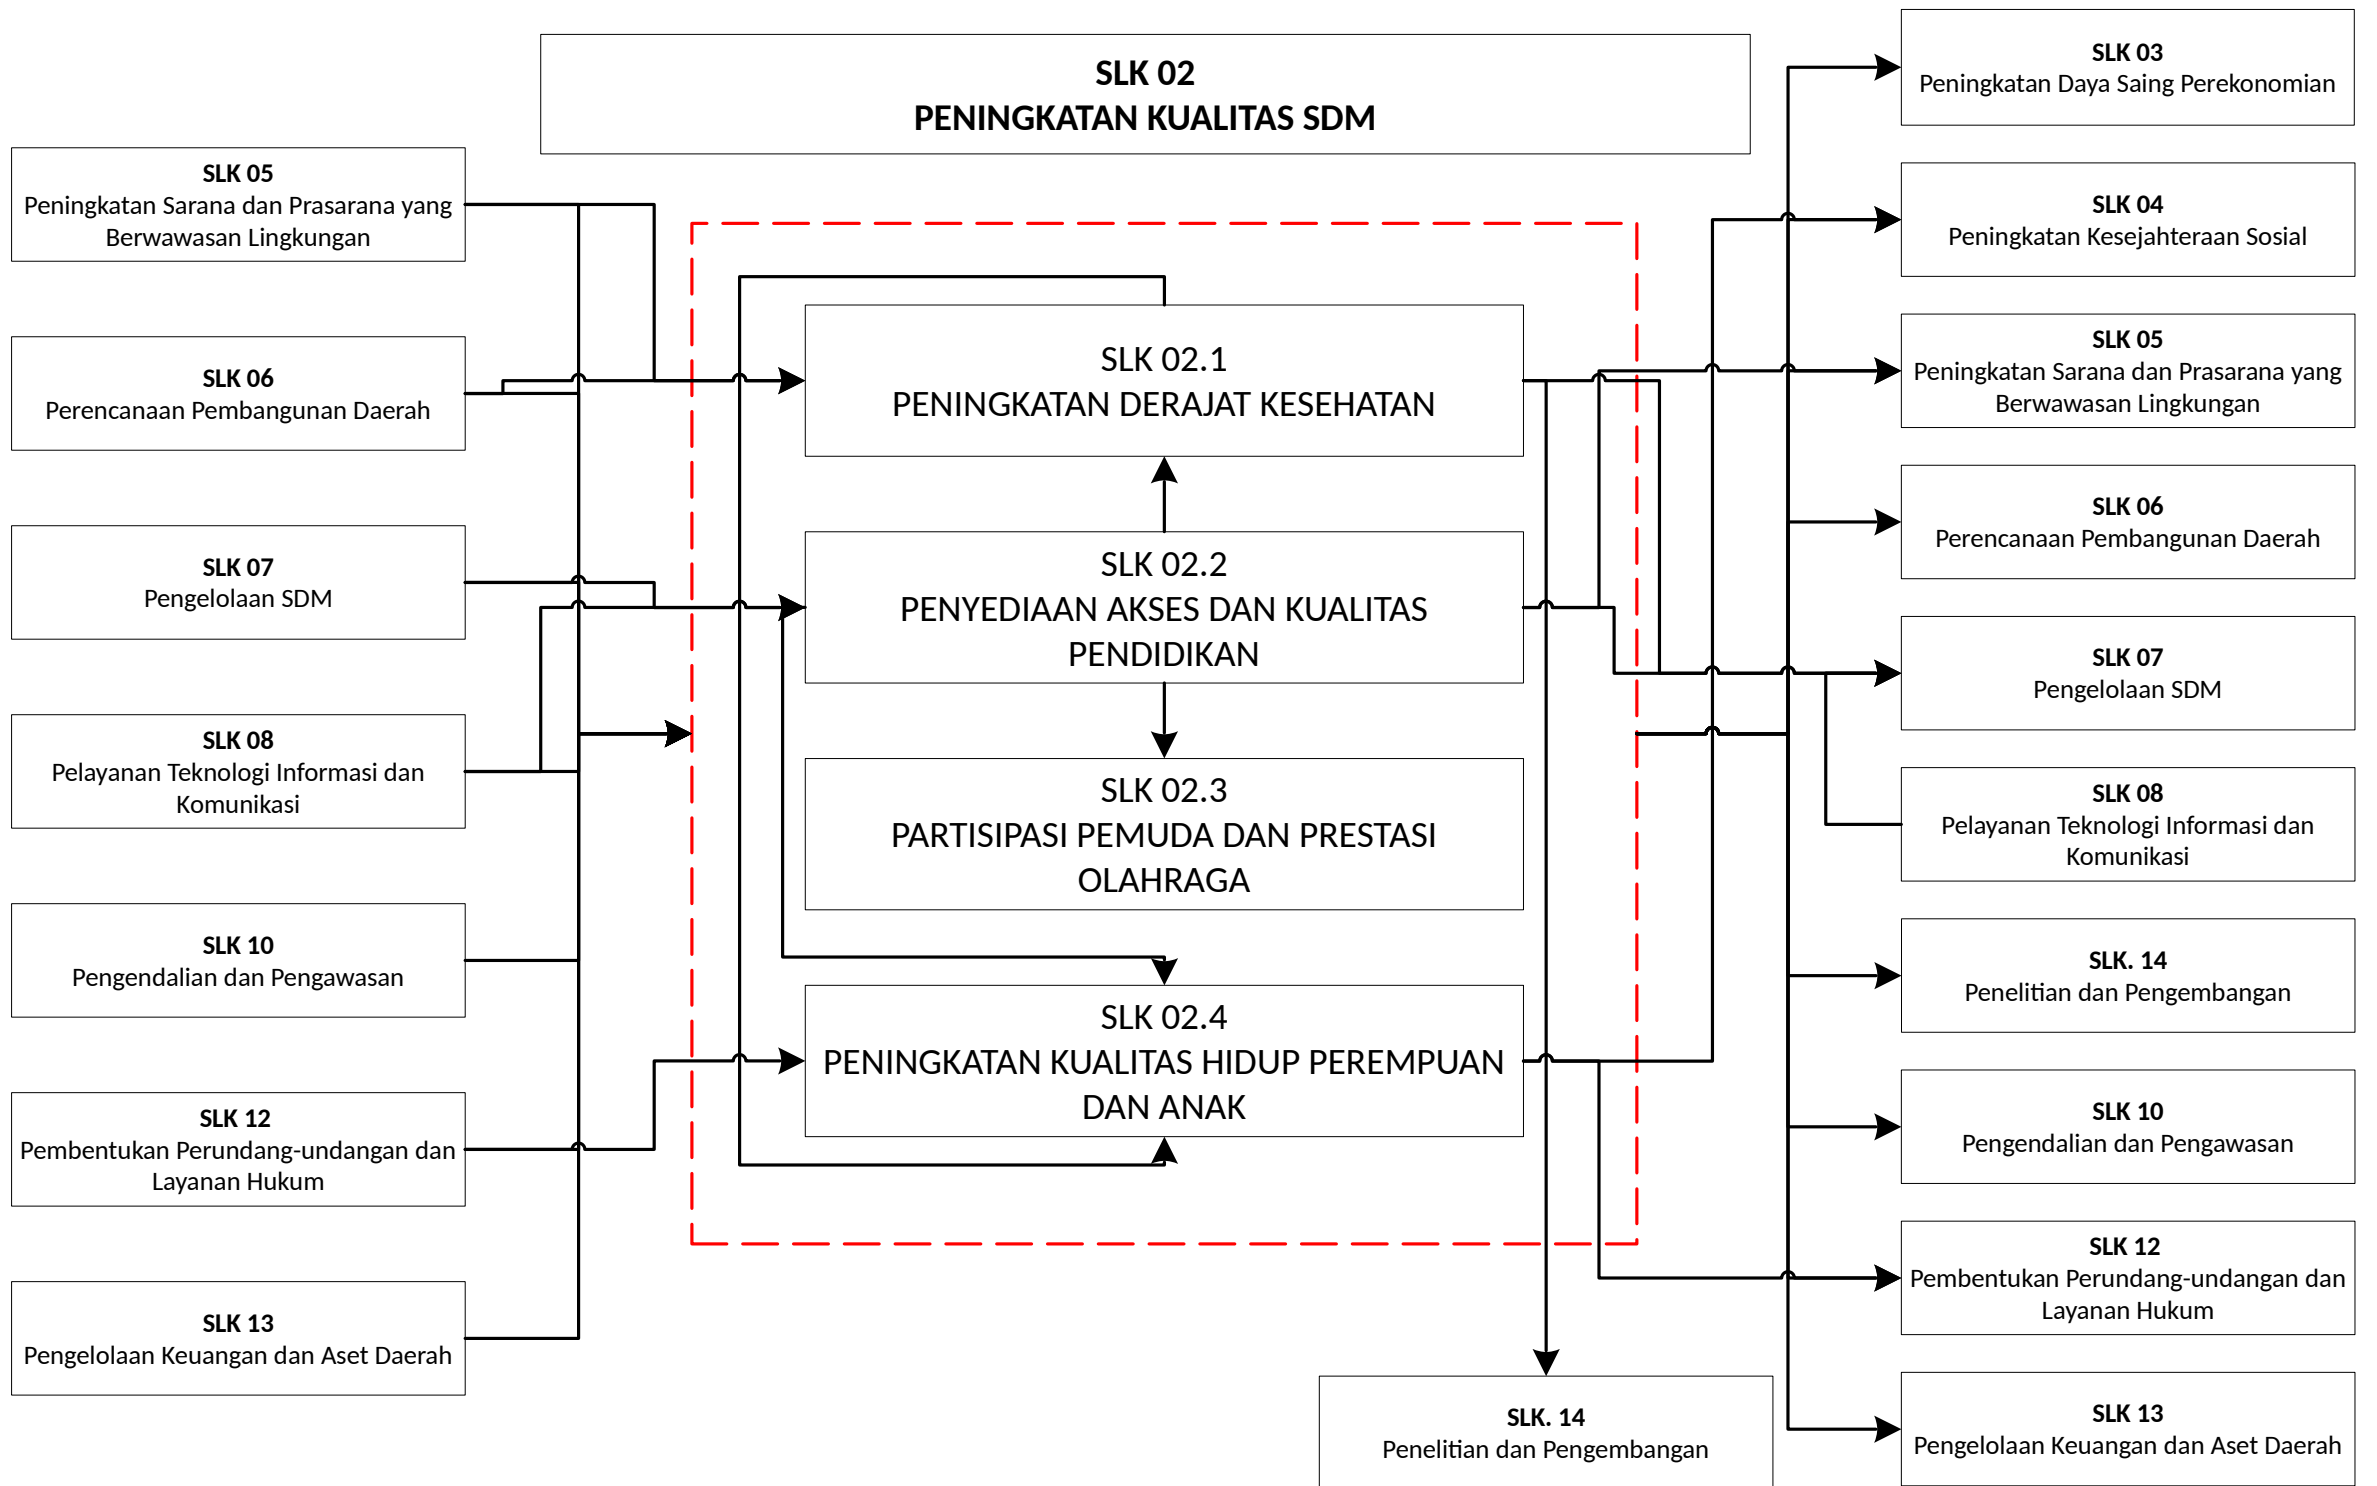 SLK 02
PENINGKATAN KUALITAS SDM
SLK 05
Peningkatan Sarana dan Prasarana yang
Berwawasan Lingkungan
SLK 06
Perencanaan Pembangunan Daerah
SLK 07
Pengelolaan SDM
SLK 08
Pelayanan Teknologi Informasi dan
Komunikasi
SLK 10
Pengendalian dan Pengawasan
SLK 12
Pembentukan Perundang-undangan dan
Layanan Hukum
SLK 13
Pengelolaan Keuangan dan Aset Daerah
SLK 02.1
PENINGKATAN DERAJAT KESEHATAN
SLK 02.2
PENYEDIAAN AKSES DAN KUALITAS
PENDIDIKAN
SLK 02.3
PARTISIPASI PEMUDA DAN PRESTASI
OLAHRAGA
SLK 02.4
PENINGKATAN KUALITAS HIDUP PEREMPUAN
DAN ANAK
SLK. 14
Penelitian dan Pengembangan
SLK 03
Peningkatan Daya Saing Perekonomian
SLK 04
Peningkatan Kesejahteraan Sosial
SLK 05
Peningkatan Sarana dan Prasarana yang
Berwawasan Lingkungan
SLK 06
Perencanaan Pembangunan Daerah
SLK 07
Pengelolaan SDM
SLK 08
Pelayanan Teknologi Informasi dan
Komunikasi
SLK. 14
Penelitian dan Pengembangan
SLK 10
Pengendalian dan Pengawasan
SLK 12
Pembentukan Perundang-undangan dan
Layanan Hukum
SLK 13
Pengelolaan Keuangan dan Aset Daerah